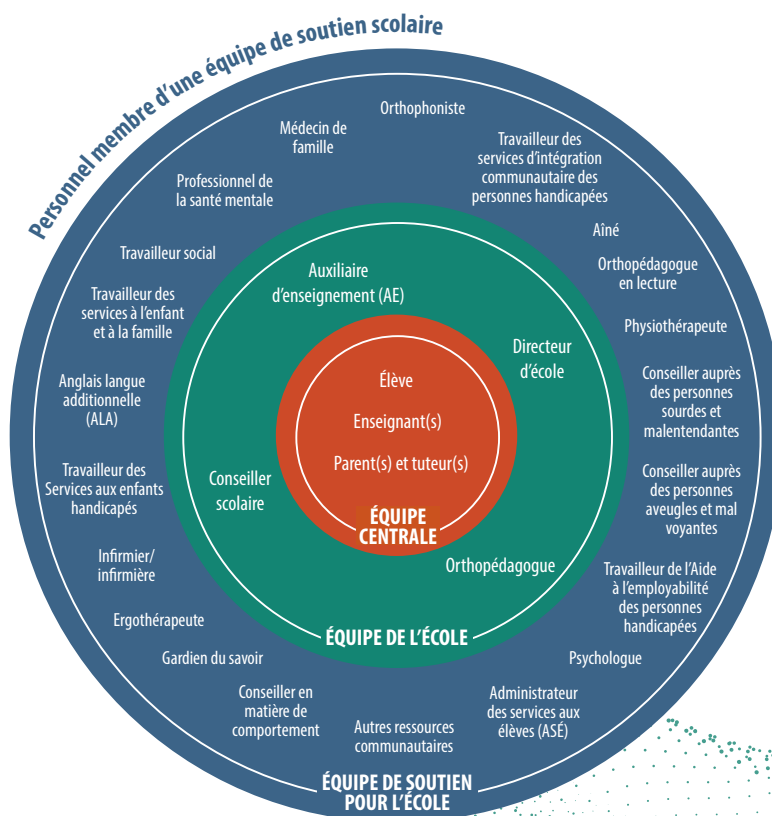 Personnel membre d'une équipe de soutien scolaire
Orthophoniste
Médecin de
famille
Travailleur des
services d'intégration
communautaire des
personnes handicapées
Professionnel de
la santé mentale
Aîné
Travailleur social
Orthopédagogue
en lecture
Travailleur des
services à l'enfant
et à la famille
Physiothérapeute
Anglais langue
additionnelle
(ALA)
Conseiller auprès
des personnes
sourdes et
malentendantes
Travailleur des
Services aux enfants
handicapés
Conseiller auprès
des personnes
aveugles et mal
voyantes
Infirmier/
infirmière
Travailleur de l'Aide
à l'employabilité
des personnes
handicapées
Ergothérapeute
Gardien du savoir
Psychologue
Conseiller en
matière de
comportement
Autres ressources
communautaires
Administrateur
des services aux
élèves (ASÉ)
ÉQUIPE DE SOUTIEN
POUR L'ÉCOLE
Auxiliaire
d'enseignement (AE)
Directeur
d'école
Conseiller
scolaire
Orthopédagogue
ÉQUIPE DE L'ÉCOLE
Élève
Enseignant(s)
Parent(s) et tuteur(s)
ÉQUIPE
CENTRALE